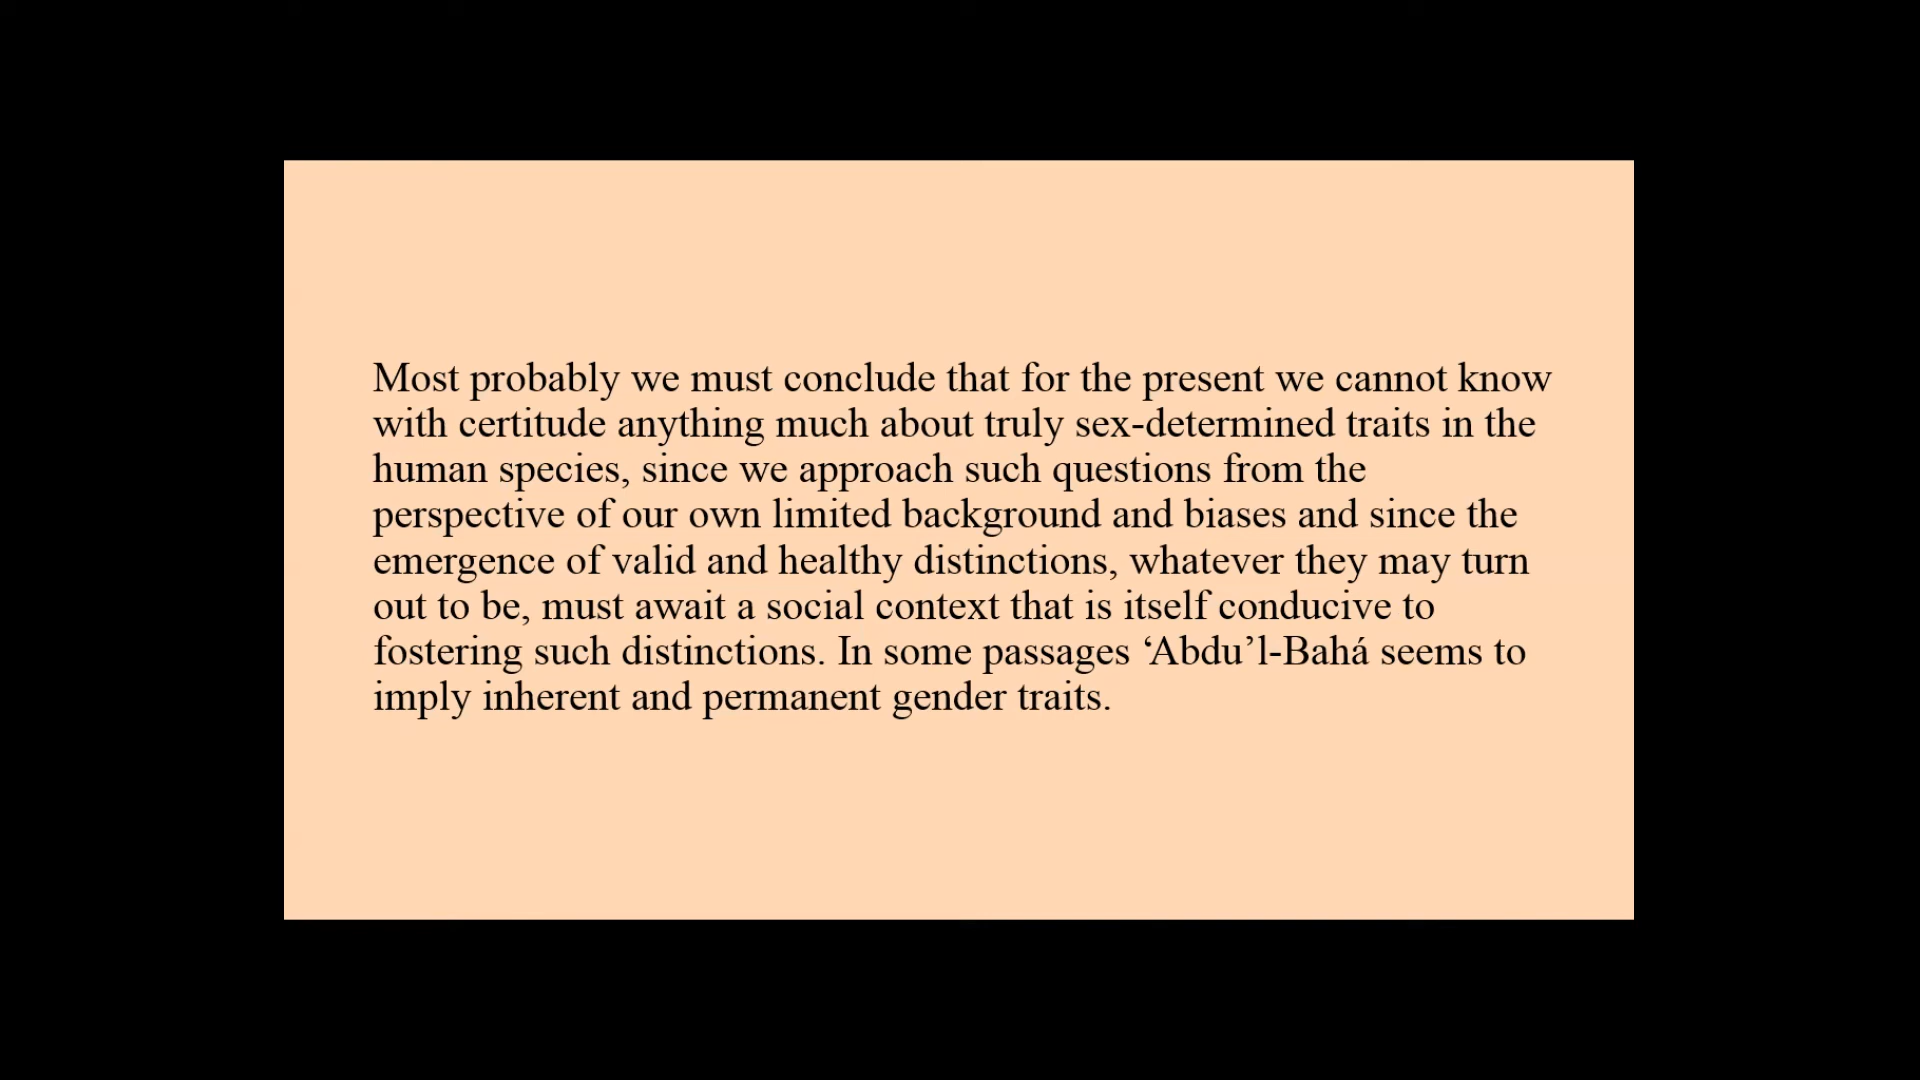 Most probably we must conclude that for the present we cannot know
with certitude anything much about truly sex-determined traits in the
human species, since we approach such questions from the
perspective of our own limited background and biases and since the
emergence of valid and healthy distinctions, whatever they may turn
out to be, must await a social context that is itself conducive to
fostering such distinctions. In some passages ‘Abdu’l-Bahá seems to
imply inherent and permanent gender traits.